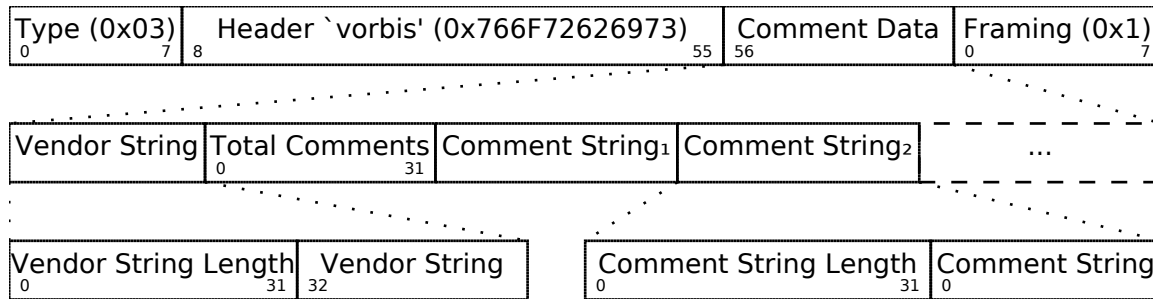 Type (0x03) Header `vorbis' (0x766F72626973) Comment Data Framing (0x1)
0 7 8 55 56 0 7
Vendor String Total Comments Comment String₁ Comment String₂ ...
0 31
Vendor String Length Vendor String Comment String Length Comment String
0 31 32 0 31 0